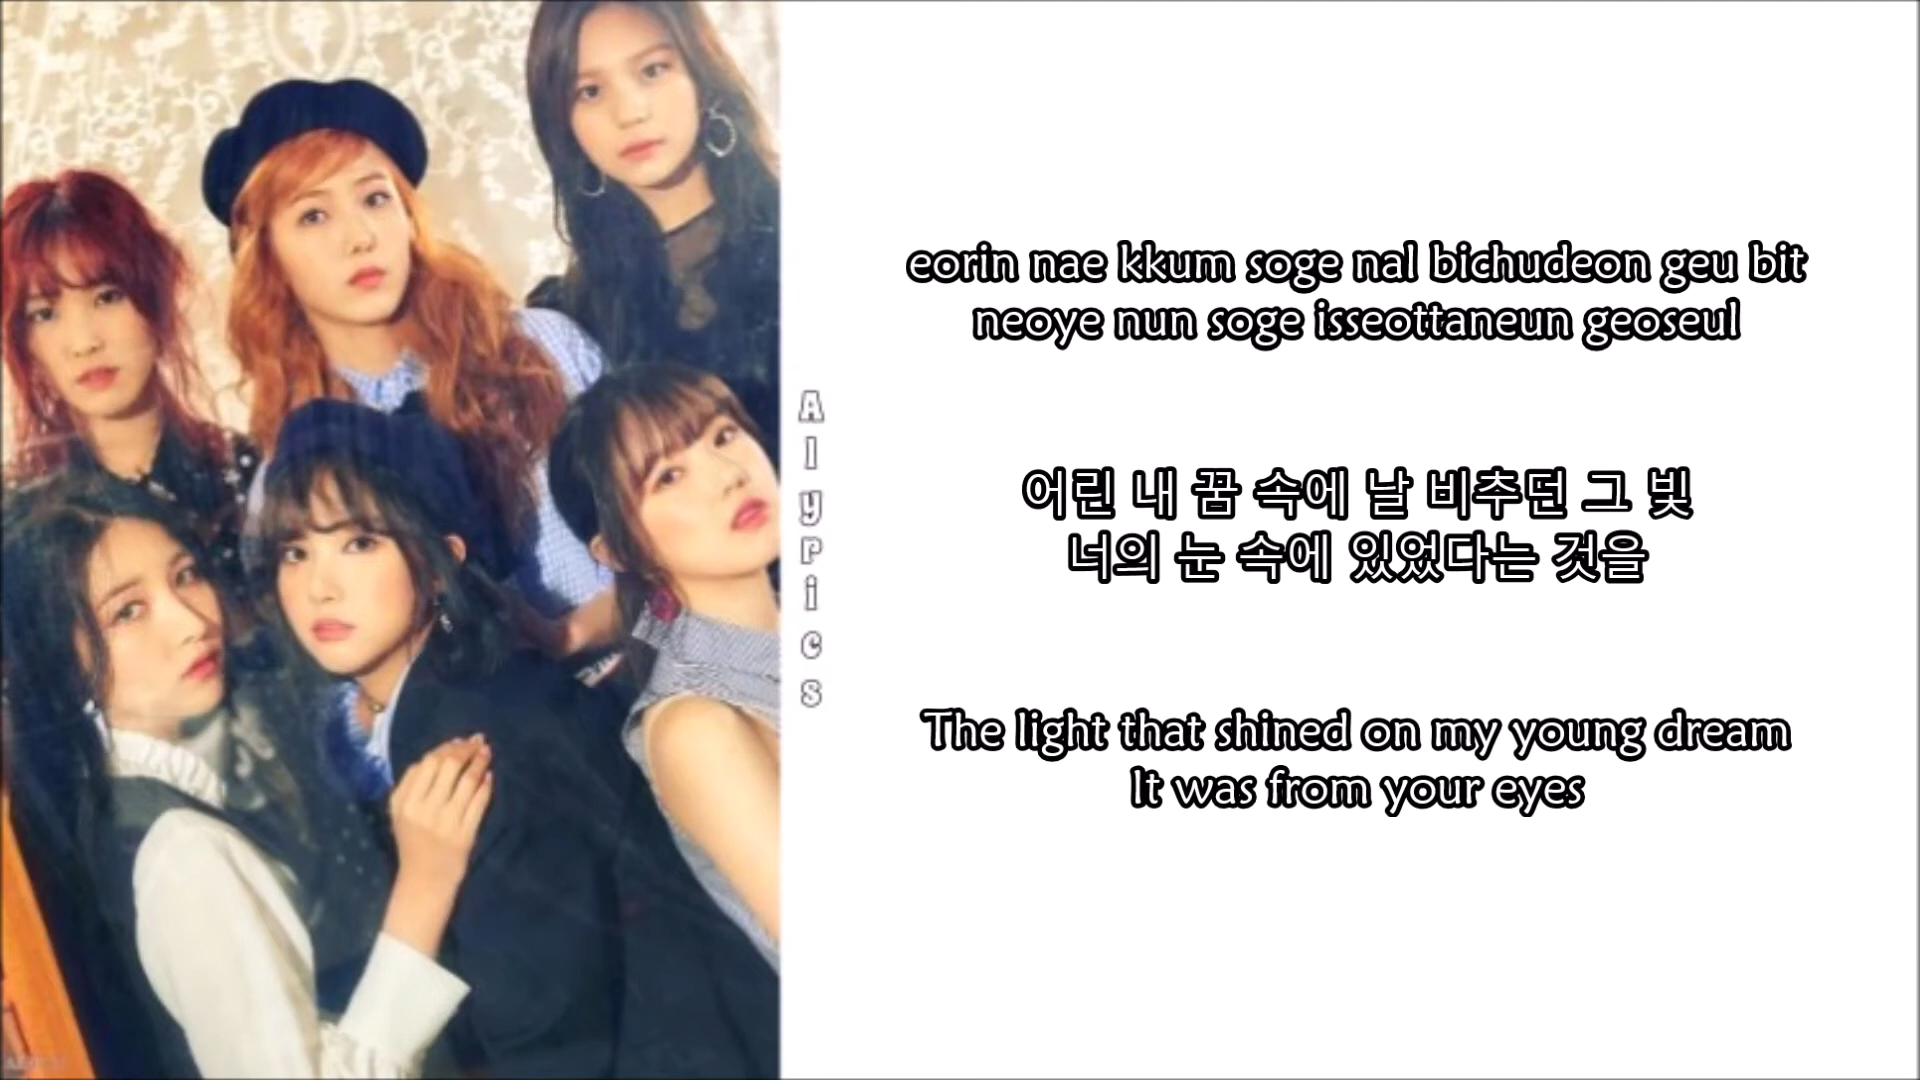 eorin nae kkum soge nal bichudeon geu bit
neoye nun soge isseottaneun geoseul
어린 내 꿈 속에 날 비추던 그 빛
너의 눈 속에 있었다는 것을
The light that shined on my young dream
It was from your eyes
Alypics